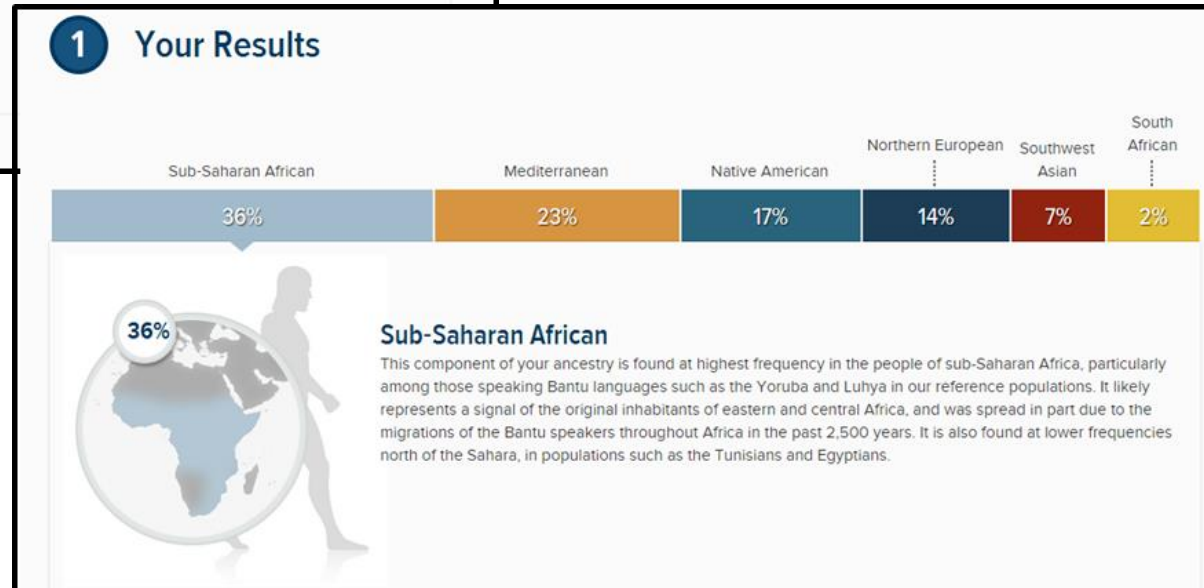 1 Your Results
Sub-Saharan African
Mediterranean
Native American
Northern European
Southwest
Asian
South
African
36% 23% 17% 14% 7% 2%
36%
Sub-Saharan African
This component of your ancestry is found at highest frequency in the people of sub-Saharan Africa, particularly
among those speaking Bantu languages such as the Yoruba and Luhya in our reference populations. It likely
represents a signal of the original inhabitants of eastern and central Africa, and was spread in part due to the
migrations of the Bantu speakers throughout Africa in the past 2,500 years. It is also found at lower frequencies
north of the Sahara, in populations such as the Tunisians and Egyptians.